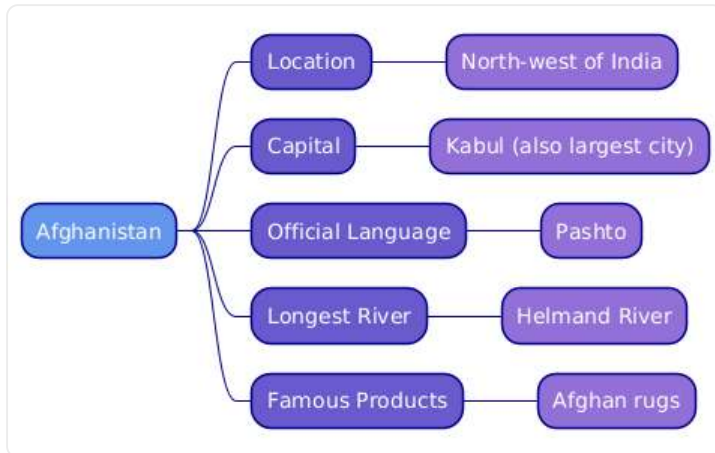 Afghanistan
Location
North-west of India
Capital
Kabul (also largest city)
Official Language
Pashto
Longest River
Helmand River
Famous Products
Afghan rugs